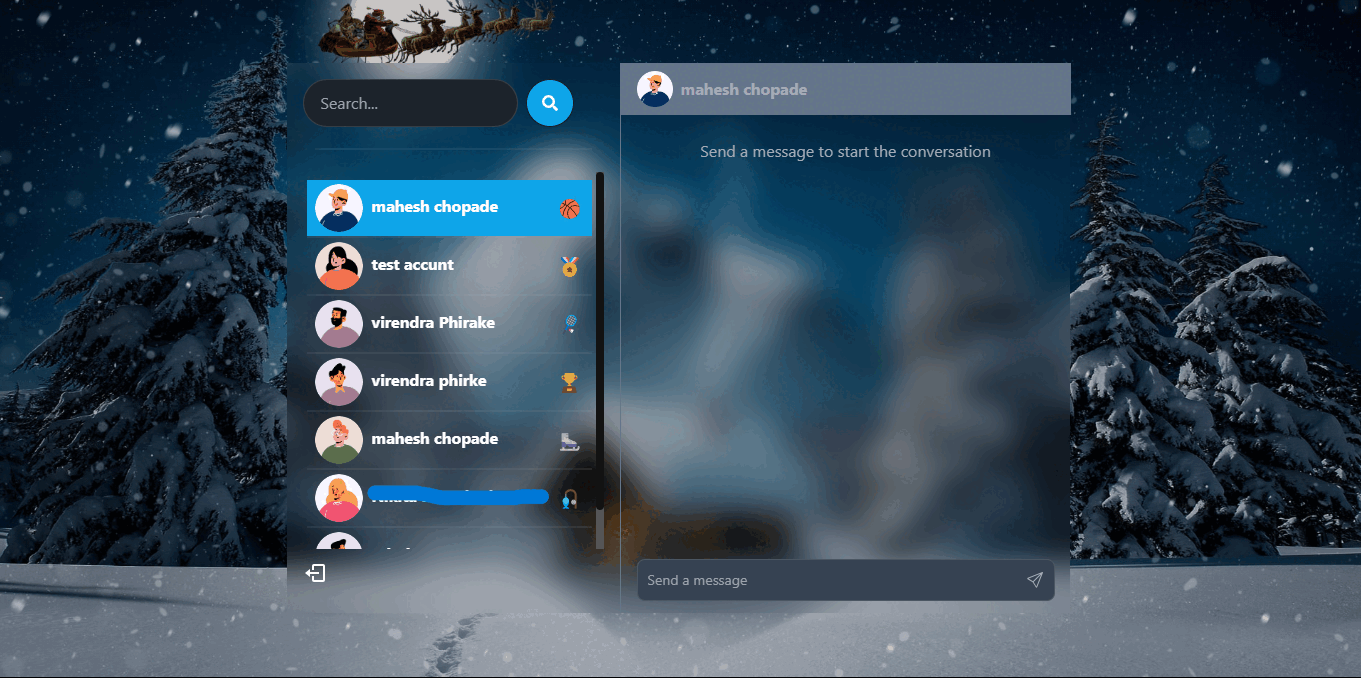 Search...
mahesh chopade
test accunt
virendra Phirake
virendra phirke
mahesh chopade
mahesh chopade
Send a message to start the conversation
Send a message